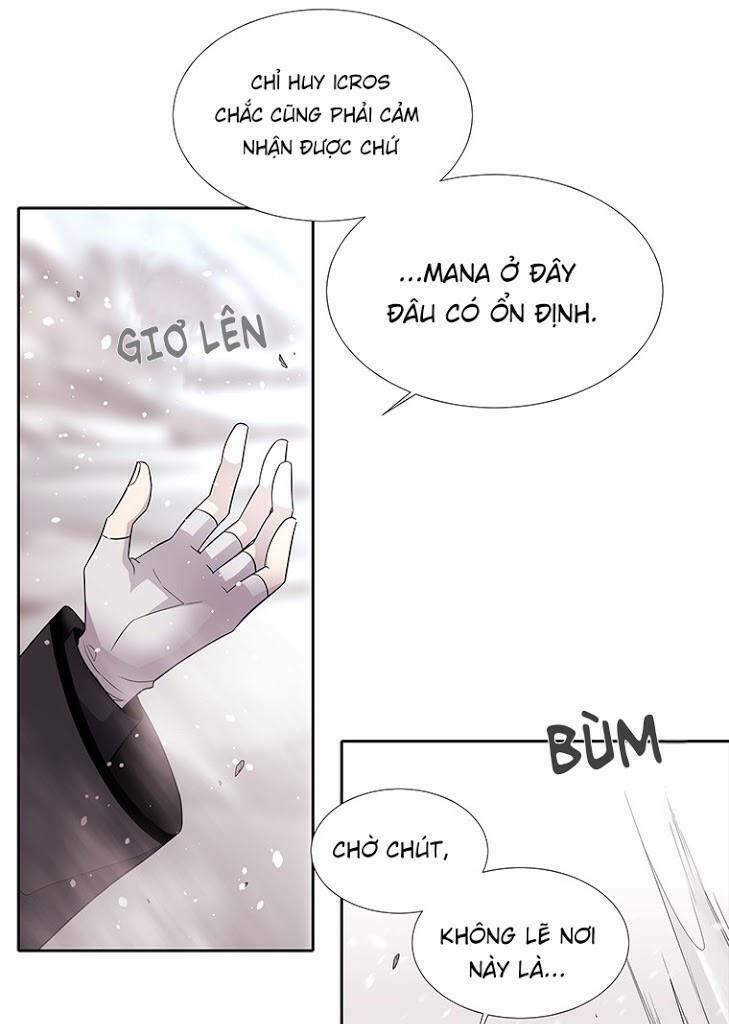 CHỈ HUY ICROS
CHẮC CŨNG PHẢI CẢM
NHẬN ĐƯỢC CHỨ
...MANA Ở ĐÂY
ĐÂU CÓ ỔN ĐỊNH.
GIƠ LÊN
BÙM
CHỜ CHÚT,
KHÔNG LẼ NƠI
NÀY LÀ...